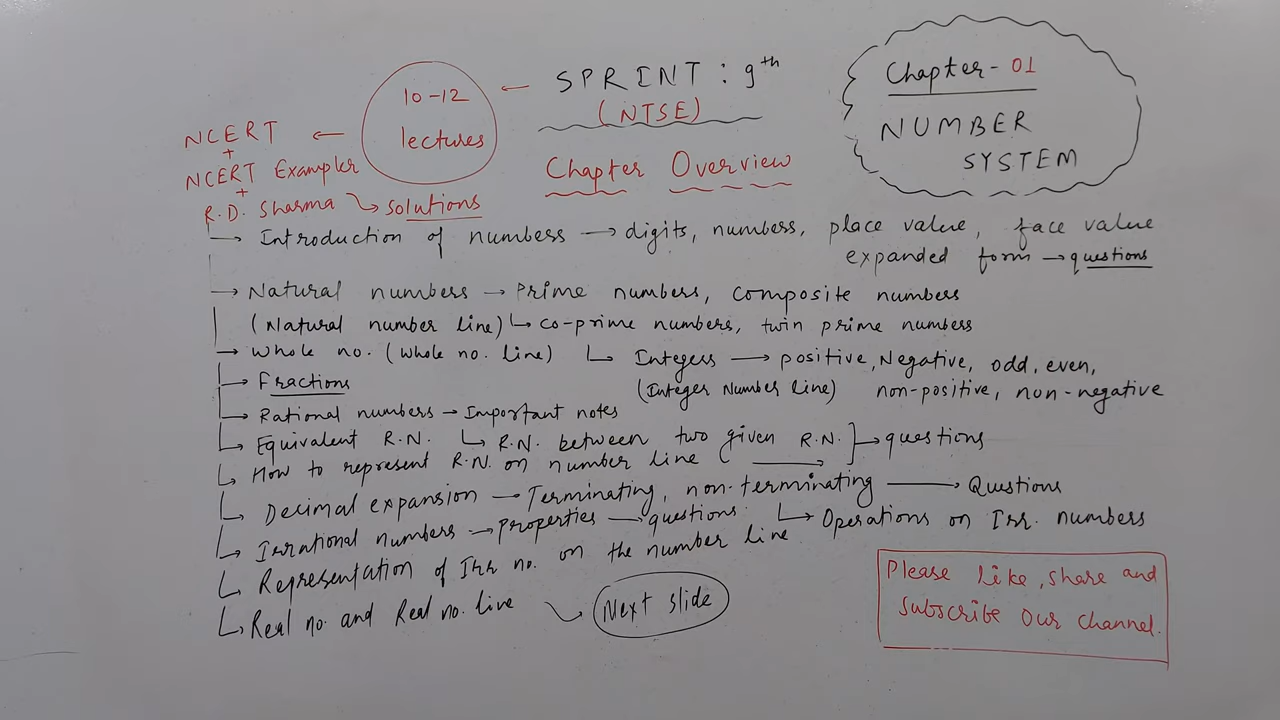 SPRINT : 9th
(NTSE)
Chapter Overview
Chapter - 01
NUMBER
SYSTEM
← 10-12
lectures
NCERT ←
+
NCERT Exampler
+
R.D. Sharma ↘ solutions
→ Introduction of numbers → digits, numbers, place value, face value
expanded form → questions
→ Natural numbers → Prime numbers, composite numbers
(Natural number line) ↳ co-prime numbers, twin prime numbers
→ Whole no. (Whole no. line) ↳ Integers → positive, Negative, odd, even,
→ Fractions (Integer Number line) non-positive, non-negative
→ Rational numbers → Important notes
↳ Equivalent R.N. ↳ R.N. between two given R.N. → questions
↳ How to represent R.N. on number line →
↳ Decimal expansion → Terminating, non-terminating → Questions
↳ Irrational numbers → properties → questions. ↳ Operations on Irr. numbers
↳ Representation of Irr no. on the number line
↳ Real no. and Real no. line ↘ Next slide
Please like, share and
subscribe our channel.